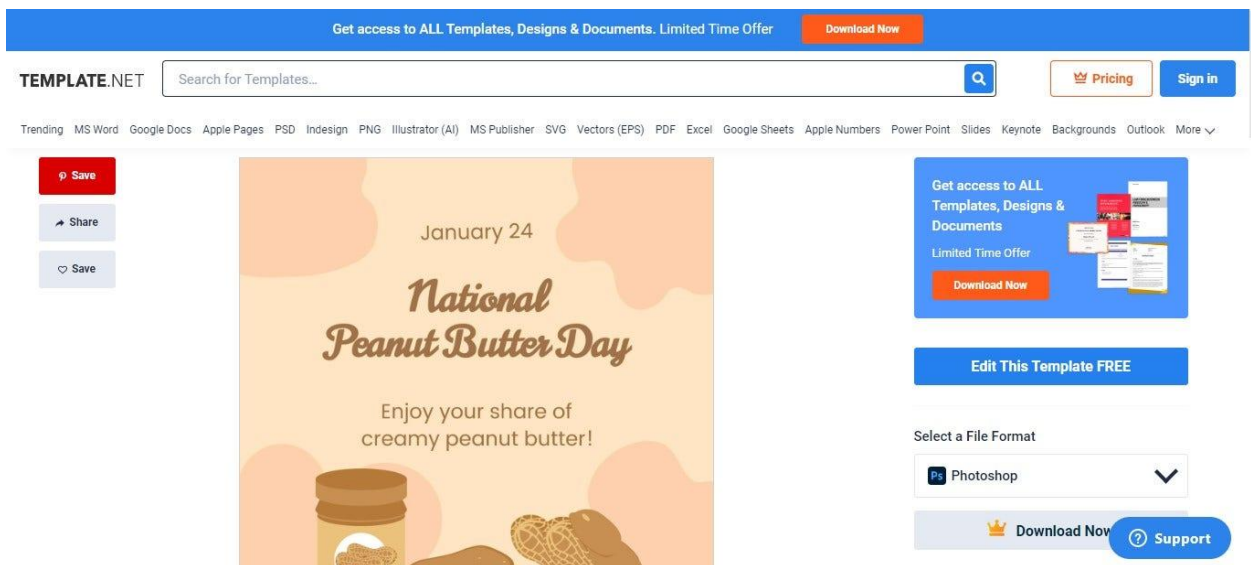 Get access to ALL Templates, Designs & Documents. Limited Time Offer
Download Now
TEMPLATE.NET
Search for Templates...
Pricing
Sign in
Trending MS Word Google Docs Apple Pages PSD Indesign PNG Illustrator (AI) MS Publisher SVG Vectors (EPS) PDF Excel Google Sheets Apple Numbers Power Point Slides Keynote Backgrounds Outlook More
Save
Share
Save
January 24
National
Peanut Butter Day
Enjoy your share of
creamy peanut butter!
Get access to ALL
Templates, Designs &
Documents
Limited Time Offer
Download Now
Edit This Template FREE
Select a File Format
Ps Photoshop
Download Now
Support